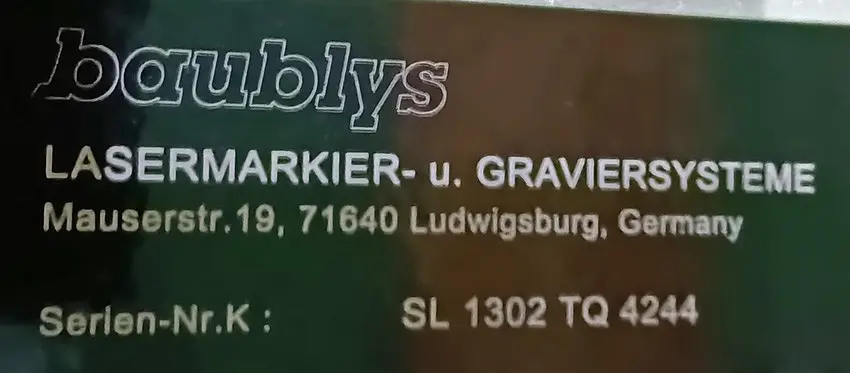 baublys
LASERMARKIER- u. GRAVIERSYSTEME
Mauserstr.19, 71640 Ludwigsburg, Germany
Serien-Nr.K : SL 1302 TQ 4244